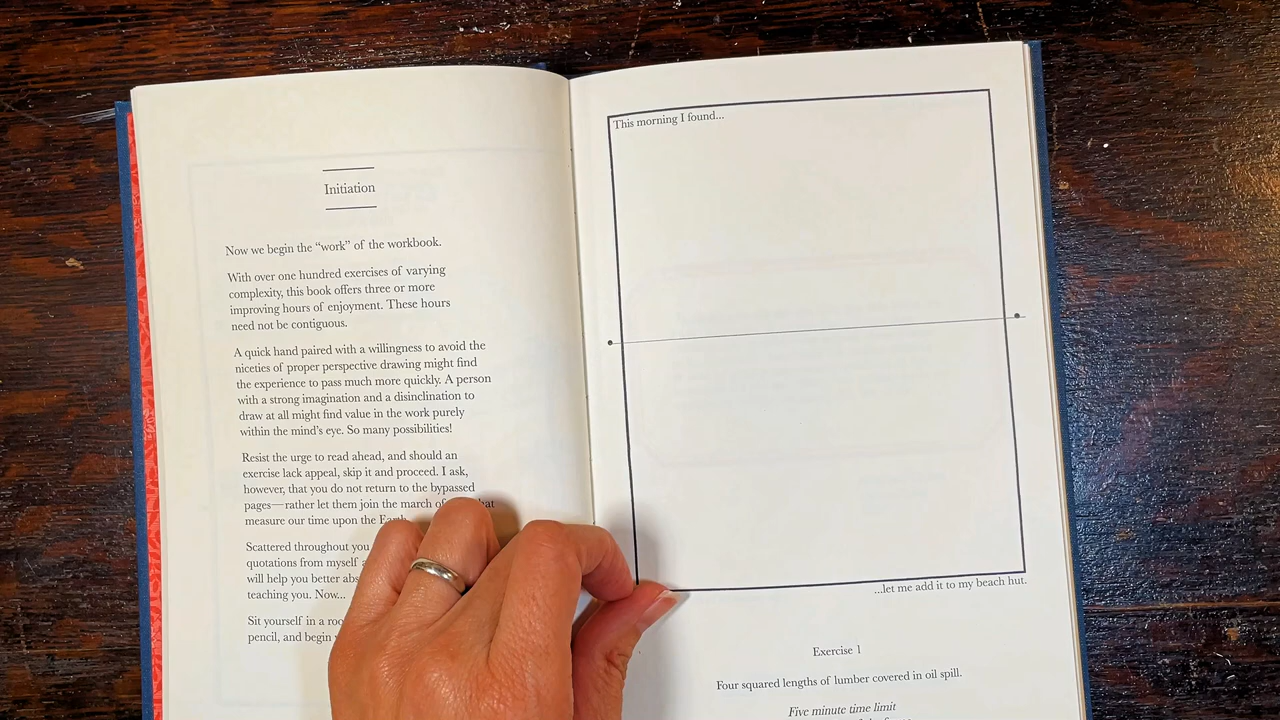 Initiation
Now we begin the “work” of the workbook.
With over one hundred exercises of varying
complexity, this book offers three or more
improving hours of enjoyment. These hours
need not be contiguous.
A quick hand paired with a willingness to avoid the
niceties of proper perspective drawing might find
the experience to pass much more quickly. A person
with a strong imagination and a disinclination to
draw at all might find value in the work purely
within the mind’s eye. So many possibilities!
Resist the urge to read ahead, and should an
exercise lack appeal, skip it and proceed. I ask,
however, that you do not return to the bypassed
pages—rather let them join the march of
measure our time upon the Earth
Scattered throughout you
quotations from myself
will help you better
teaching you. Now...
Sit yourself in a
pencil, and begin
This morning I found...
...let me add it to my beach hut.
Exercise 1
Four squared lengths of lumber covered in oil spill.
Five minute time limit